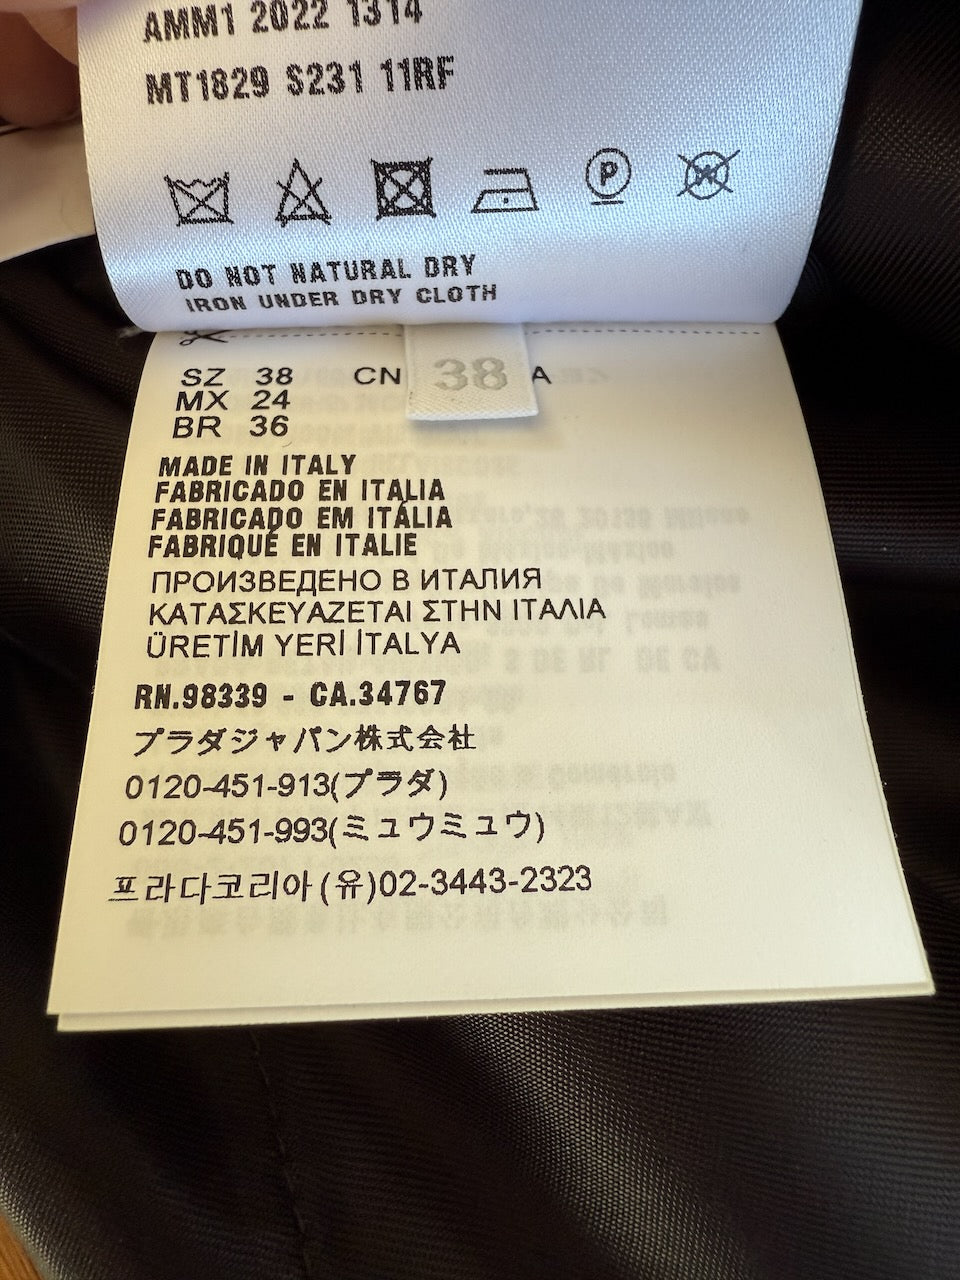 AMM1 2022 1314
MT1829 S231 11RF
P
W
DO NOT NATURAL DRY
IRON UNDER DRY CLOTH
SZ 38 CN 38 A
MX 24
BR 36
MADE IN ITALY
FABRICADO EN ITALIA
FABRICADO EM ITÁLIA
FABRIQUÉ EN ITALIE
ПРОИЗВЕДЕНО В ИТАЛИЯ
ΚΑΤΑΣΚΕΥΑΖΕΤΑΙ ΣΤΗΝ ΙΤΑΛΙΑ
ÜRETİM YERİ İTALYA
RN.98339 - CA.34767
プラダジャパン株式会社
0120-451-913(プラダ)
0120-451-993(ミュウミュウ)
프라다코리아(유)02-3443-2323